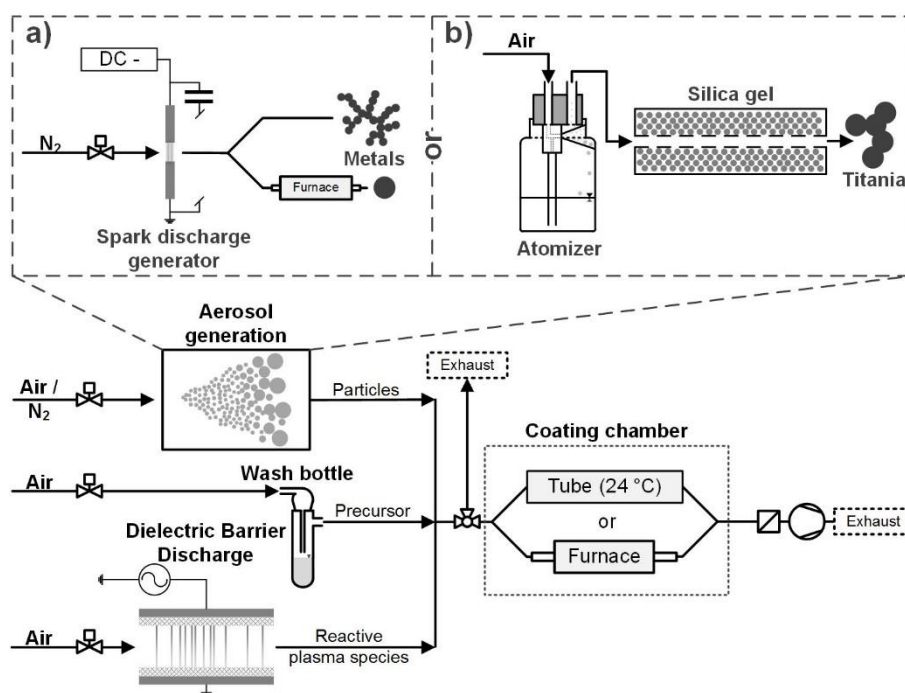 a)
DC -
N2
Metals
Furnace
Spark discharge
generator
or
b)
Air
Silica gel
Titania
Atomizer
Aerosol
generation
Air /
N2
Particles
Exhaust
Coating chamber
Air
Wash bottle
Precursor
Tube (24 °C)
or
Furnace
Exhaust
Dielectric Barrier
Discharge
Air
Reactive
plasma species